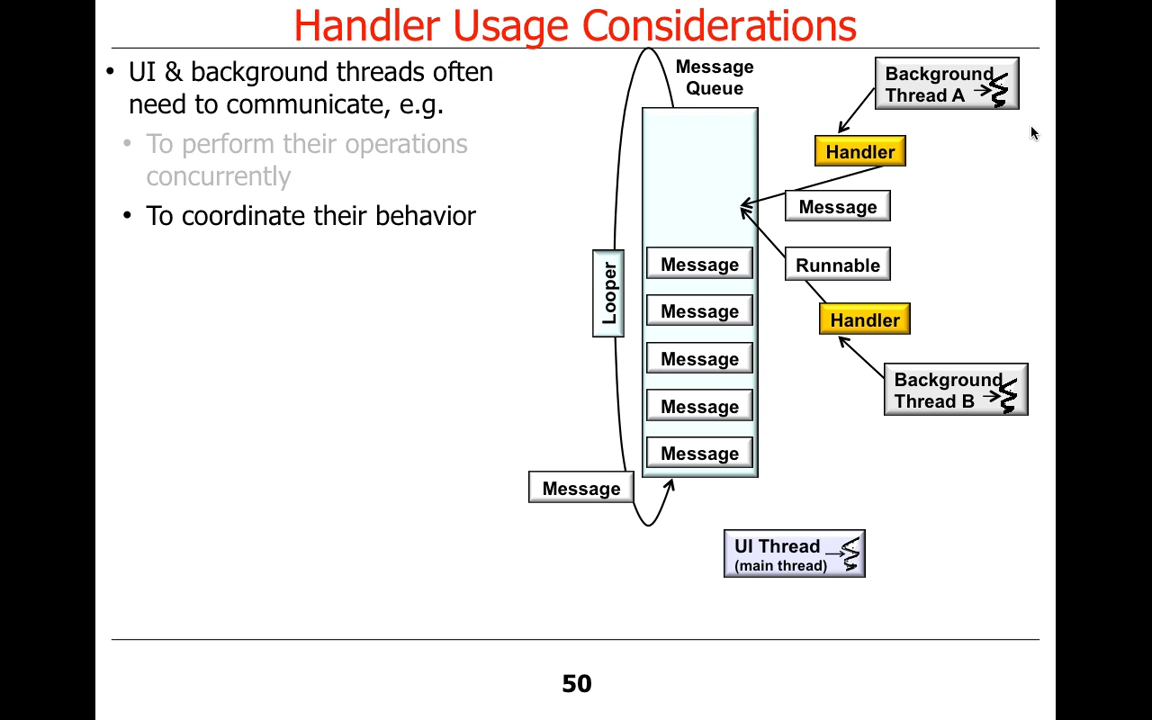 Handler Usage Considerations
• UI & background threads often
need to communicate, e.g.
• To perform their operations
concurrently
• To coordinate their behavior
Message
Queue
Background
Thread A
Handler
Message
Runnable
Handler
Background
Thread B
Looper
Message
Message
Message
Message
Message
Message
UI Thread
(main thread)
50